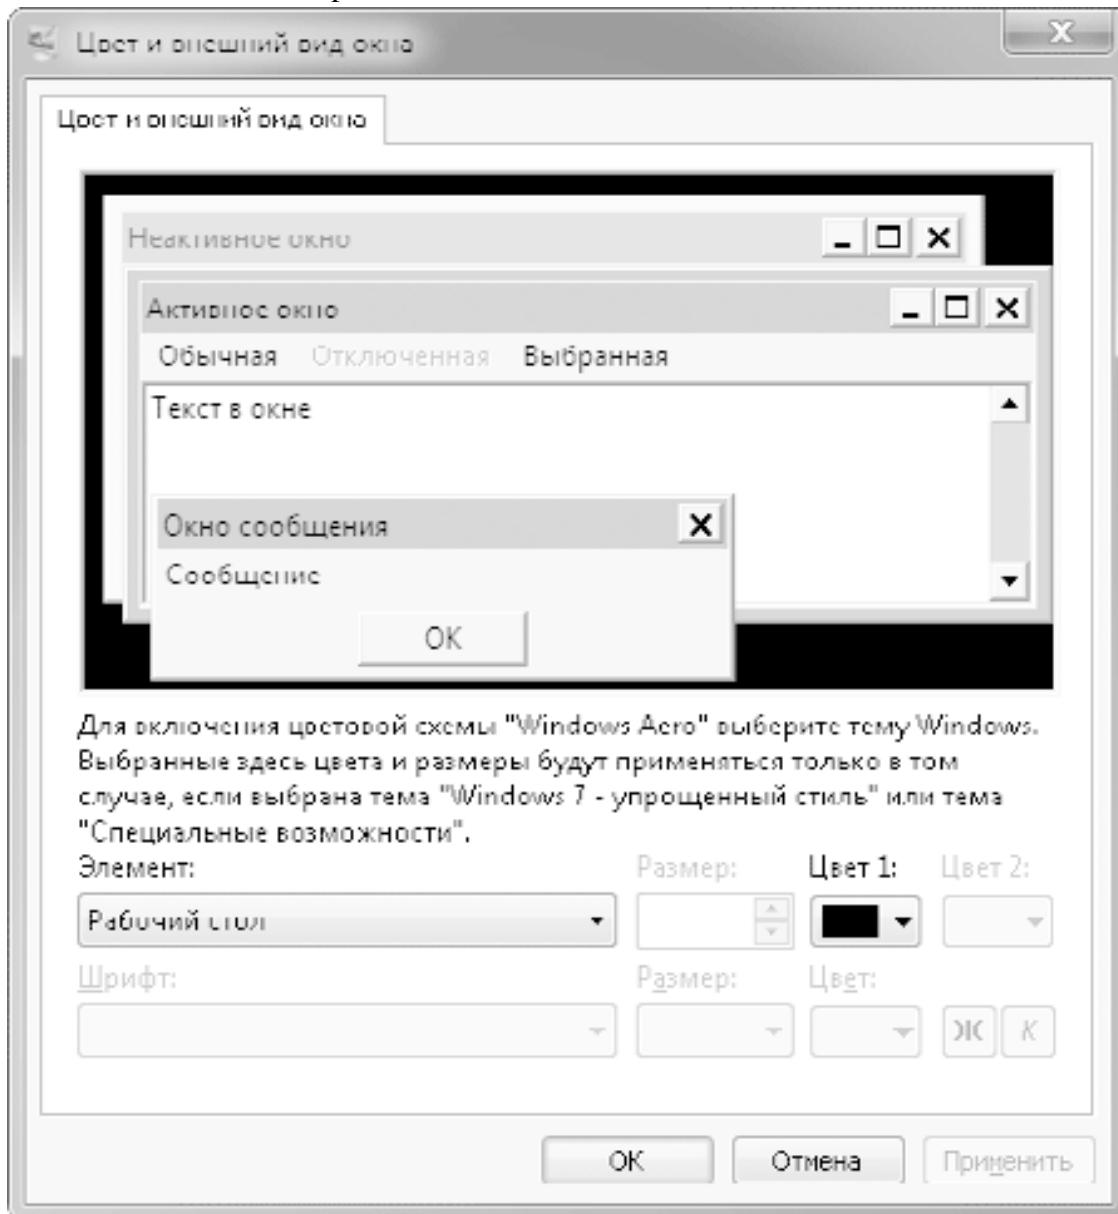 Цвет и внешний вид окна
Цвет и внешний вид окна
Неактивное окно
Активное окно
Обычная Отключенная Выбранная
Текст в окне
Окно сообщения
Сообщение
OK
Для включения цветовой схемы "Windows Aero" выберите тему Windows.
Выбранные здесь цвета и размеры будут применяться только в том
случае, если выбрана тема "Windows 7 - упрощенный стиль" или тема
"Специальные возможности".
Элемент: Размер: Цвет 1: Цвет 2:
Рабочий стол
Шрифт: Размер: Цвет:
Ж К
ОК Отмена Применить